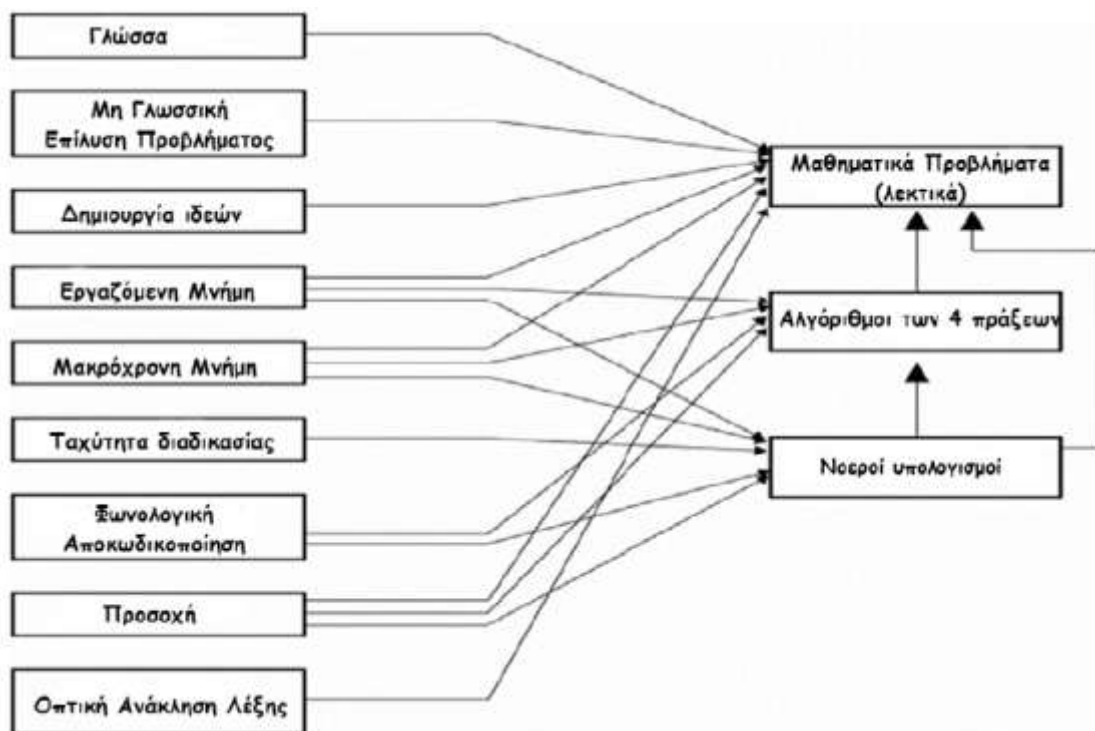 Γλώσσα
Μη Γλωσσική
Επίλυση Προβλήματος
Δημιουργία ιδεών
Εργαζόμενη Μνήμη
Μακρόχρονη Μνήμη
Ταχύτητα διαδικασίας
Φωνολογική
Αποκωδικοποίηση
Προσοχή
Οπτική Ανάκληση Λέξης
Μαθηματικά Προβλήματα
(λεκτικά)
Αλγόριθμοι των 4 πράξεων
Νοεροί υπολογισμοί